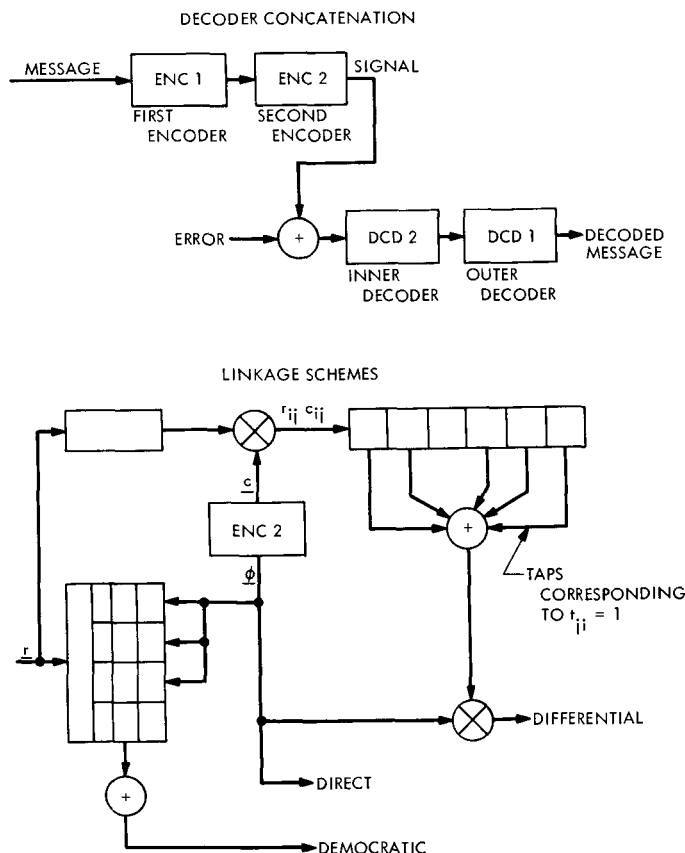 DECODER CONCATENATION
MESSAGE
ENC 1
ENC 2
SIGNAL
FIRST
ENCODER
SECOND
ENCODER
ERROR
+
DCD 2
DCD 1
DECODED
MESSAGE
INNER
DECODER
OUTER
DECODER
LINKAGE SCHEMES
r_ij c_ij
c
ENC 2
+
ϕ
TAPS
CORRESPONDING
TO t_ji = 1
r
DIFFERENTIAL
DIRECT
+
DEMOCRATIC